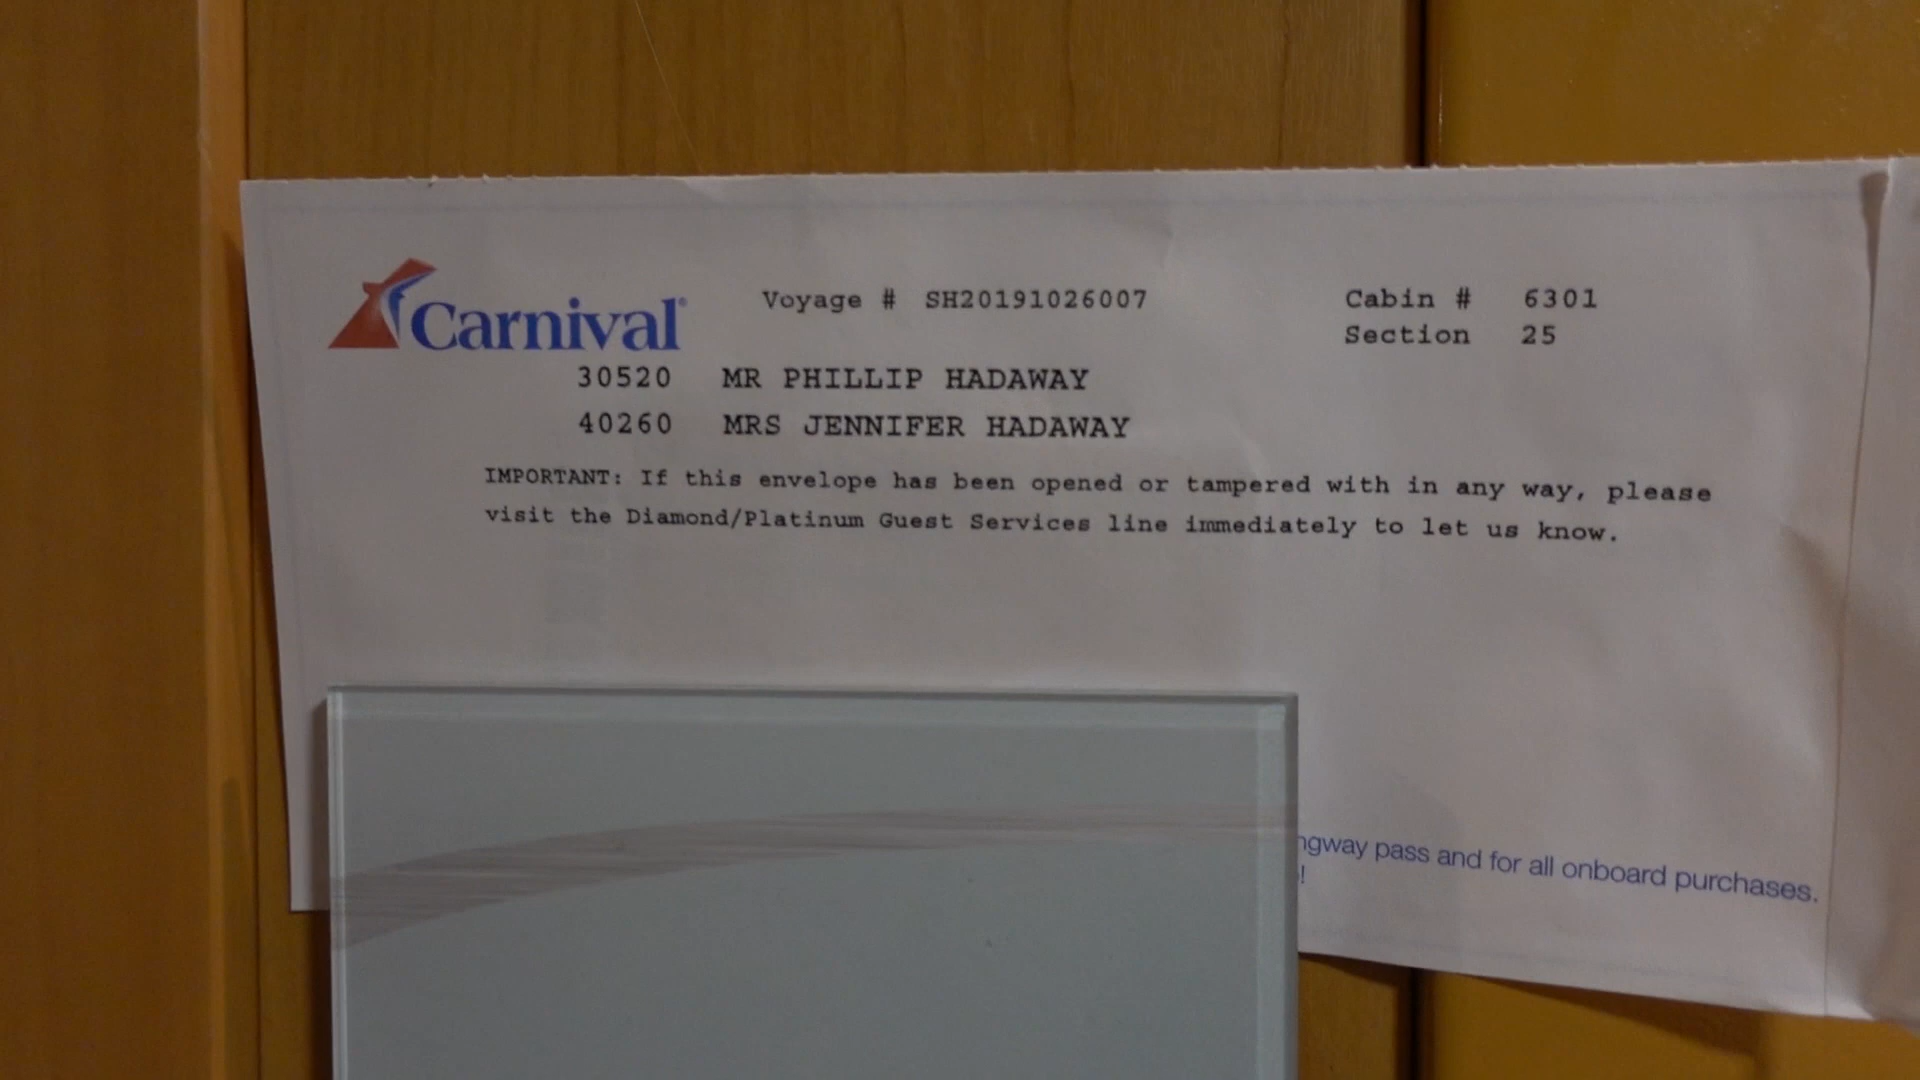 Carnival®
Voyage # SH20191026007
Cabin # 6301
Section 25
30520 MR PHILLIP HADAWAY
40260 MRS JENNIFER HADAWAY
IMPORTANT: If this envelope has been opened or tampered with in any way, please
visit the Diamond/Platinum Guest Services line immediately to let us know.
pass and for all onboard purchases.